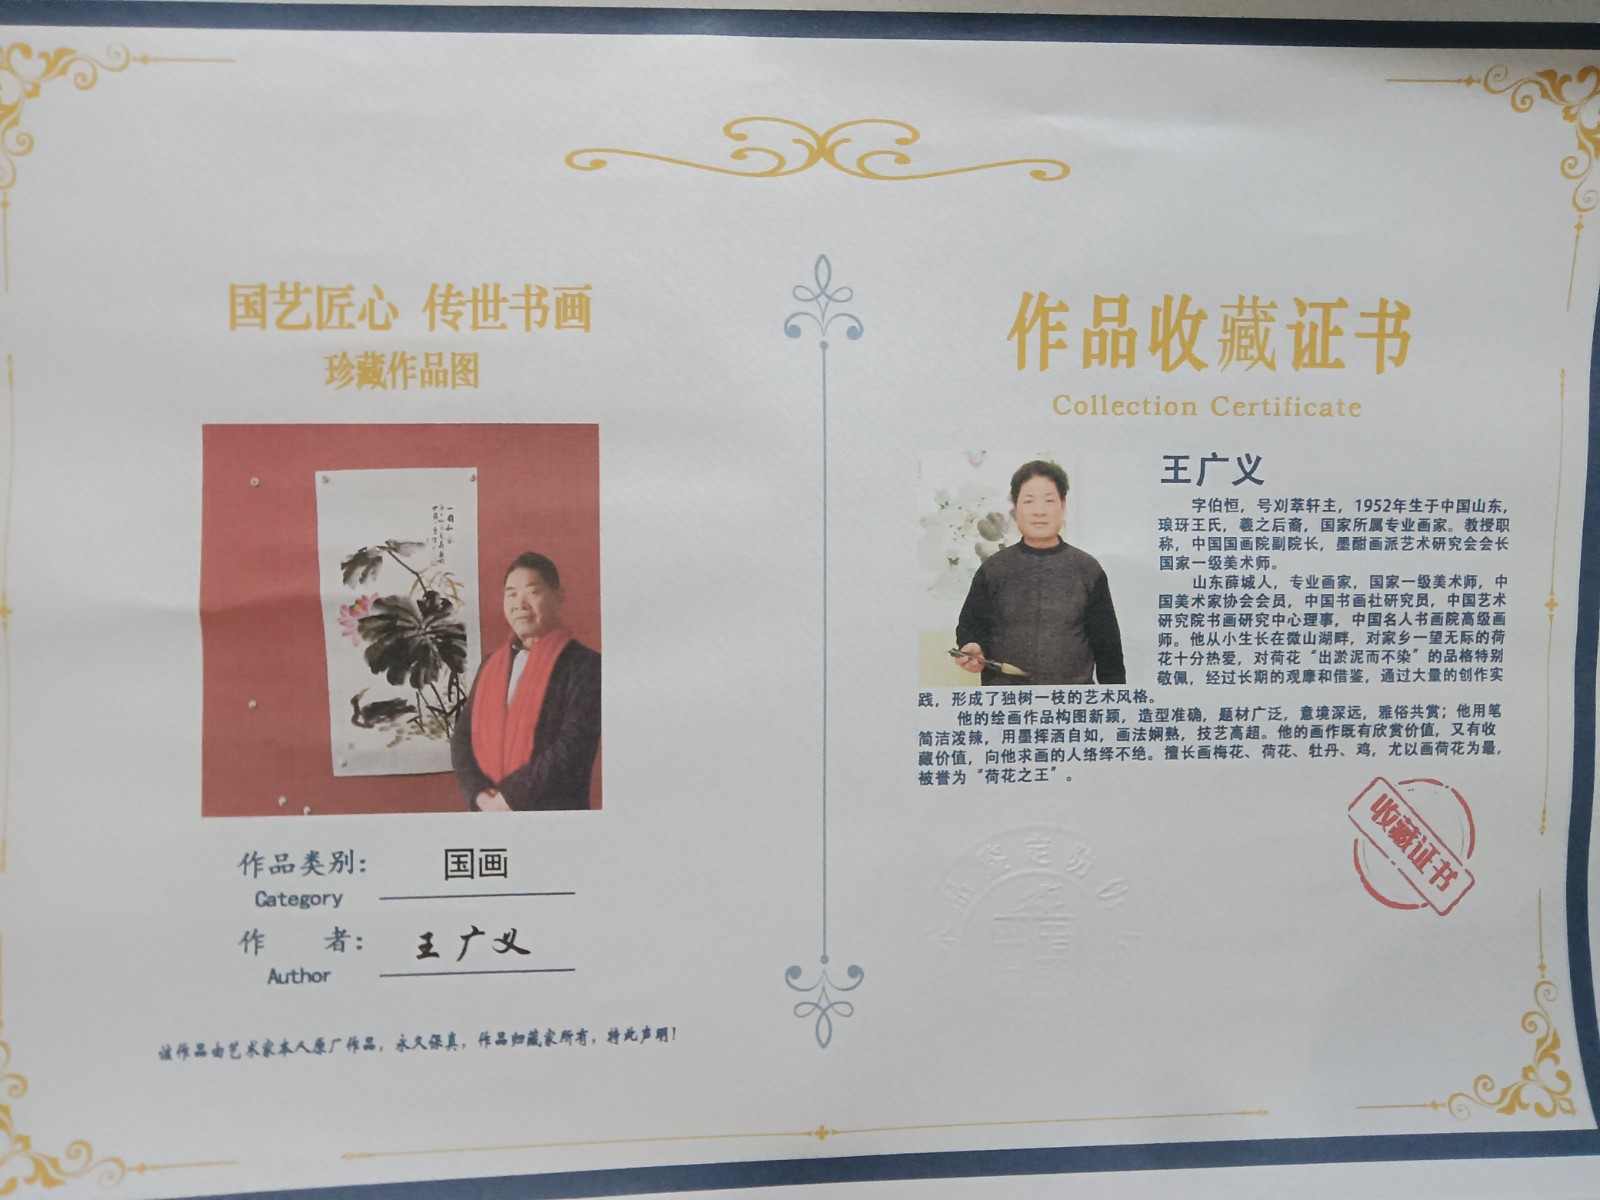 国艺匠心 传世书画
珍藏作品图
作品类别：
国画
Category
作 者：
王广义
Author
该作品由艺术家本人原厂作品，永久保真，作品归藏家所有，特此声明！
作品收藏证书
Collection Certificate
王广义
字伯恒，号刈萃轩主，1952年生于中国山东，
琅玡王氏，羲之后裔，国家所属专业画家。教授职
称，中国国画院副院长，墨酣画派艺术研究会会长
国家一级美术师。
山东薛城人，专业画家，国家一级美术师，中
国美术家协会会员，中国书画社研究员，中国艺术
研究院书画研究中心理事，中国名人书画院高级画
师。他从小生长在微山湖畔，对家乡一望无际的荷
花十分热爱，对荷花“出淤泥而不染”的品格特别
敬佩，经过长期的观摩和借鉴，通过大量的创作实
践，形成了独树一枝的艺术风格。
他的绘画作品构图新颖，造型准确，题材广泛，意境深远，雅俗共赏；他用笔
简洁泼辣，用墨挥洒自如，画法娴熟，技艺高超。他的画作既有欣赏价值，又有收
藏价值，向他求画的人络绎不绝。擅长画梅花、荷花、牡丹、鸡，尤以画荷花为最，
被誉为“荷花之王”。
收藏证书